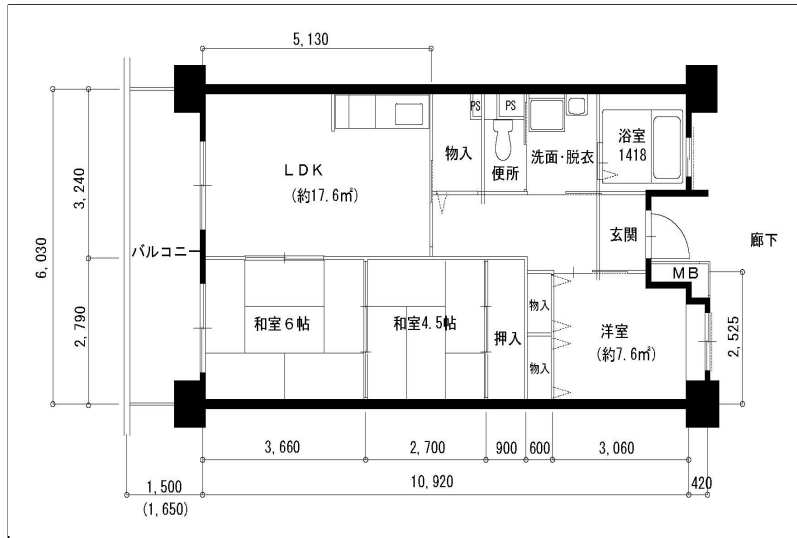 5,130
PS
PS
浴室
1418
物入
洗面・脱衣
便所
LDK
(約17.6㎡)
3,240
6,030
バルコニー
玄関
廊下
MB
物入
2,790
和室6帖
和室4.5帖
押入
洋室
(約7.6㎡)
2,525
物入
3,660
2,700
900
600
3,060
1,500
(1,650)
10,920
420